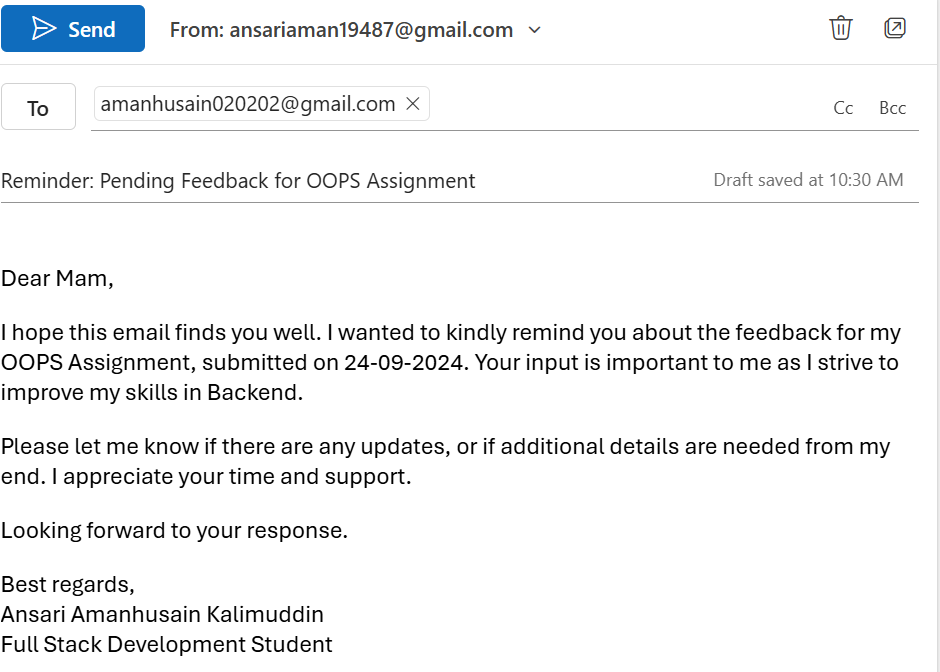 Send
From: ansariaman19487@gmail.com
To
amanhusain020202@gmail.com
Cc
Bcc
Reminder: Pending Feedback for OOPS Assignment
Draft saved at 10:30 AM
Dear Mam,
I hope this email finds you well. I wanted to kindly remind you about the feedback for my
OOPS Assignment, submitted on 24-09-2024. Your input is important to me as I strive to
improve my skills in Backend.
Please let me know if there are any updates, or if additional details are needed from my
end. I appreciate your time and support.
Looking forward to your response.
Best regards,
Ansari Amanhusain Kalimuddin
Full Stack Development Student